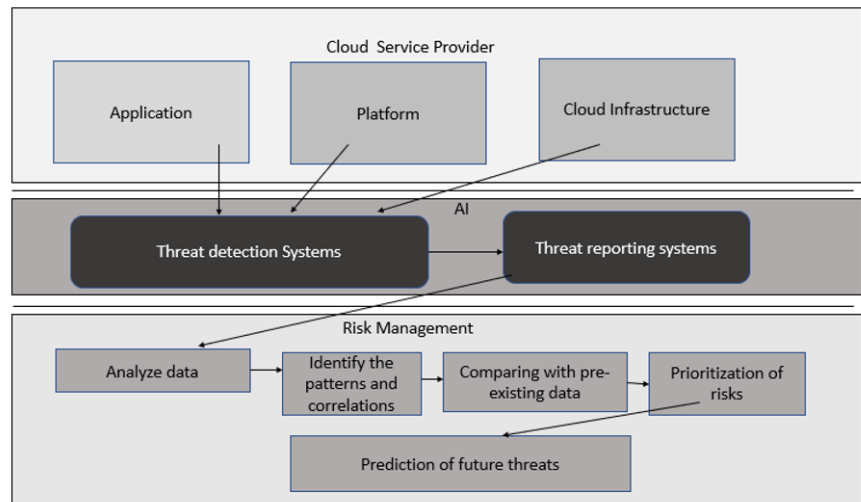 Cloud  Service Provider
Application
Platform
Cloud Infrastructure
AI
Threat detection Systems
Threat reporting systems
Risk Management
Analyze data
Identify the
patterns and
correlations
Comparing with pre-
existing data
Prioritization of
risks
Prediction of future threats